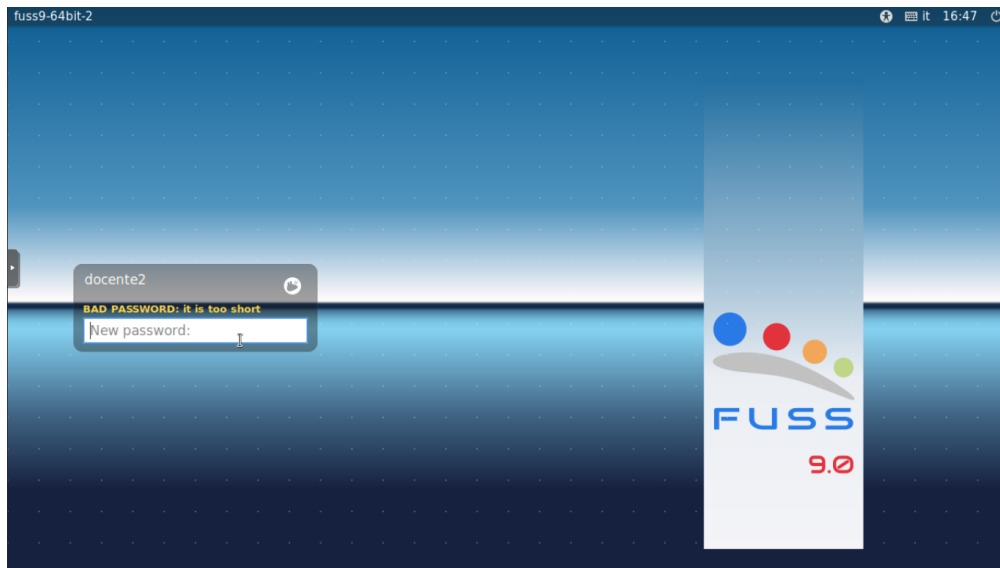 fuss9-64bit-2
it 16:47
docente2
BAD PASSWORD: it is too short
New password:
FUSS
9.0